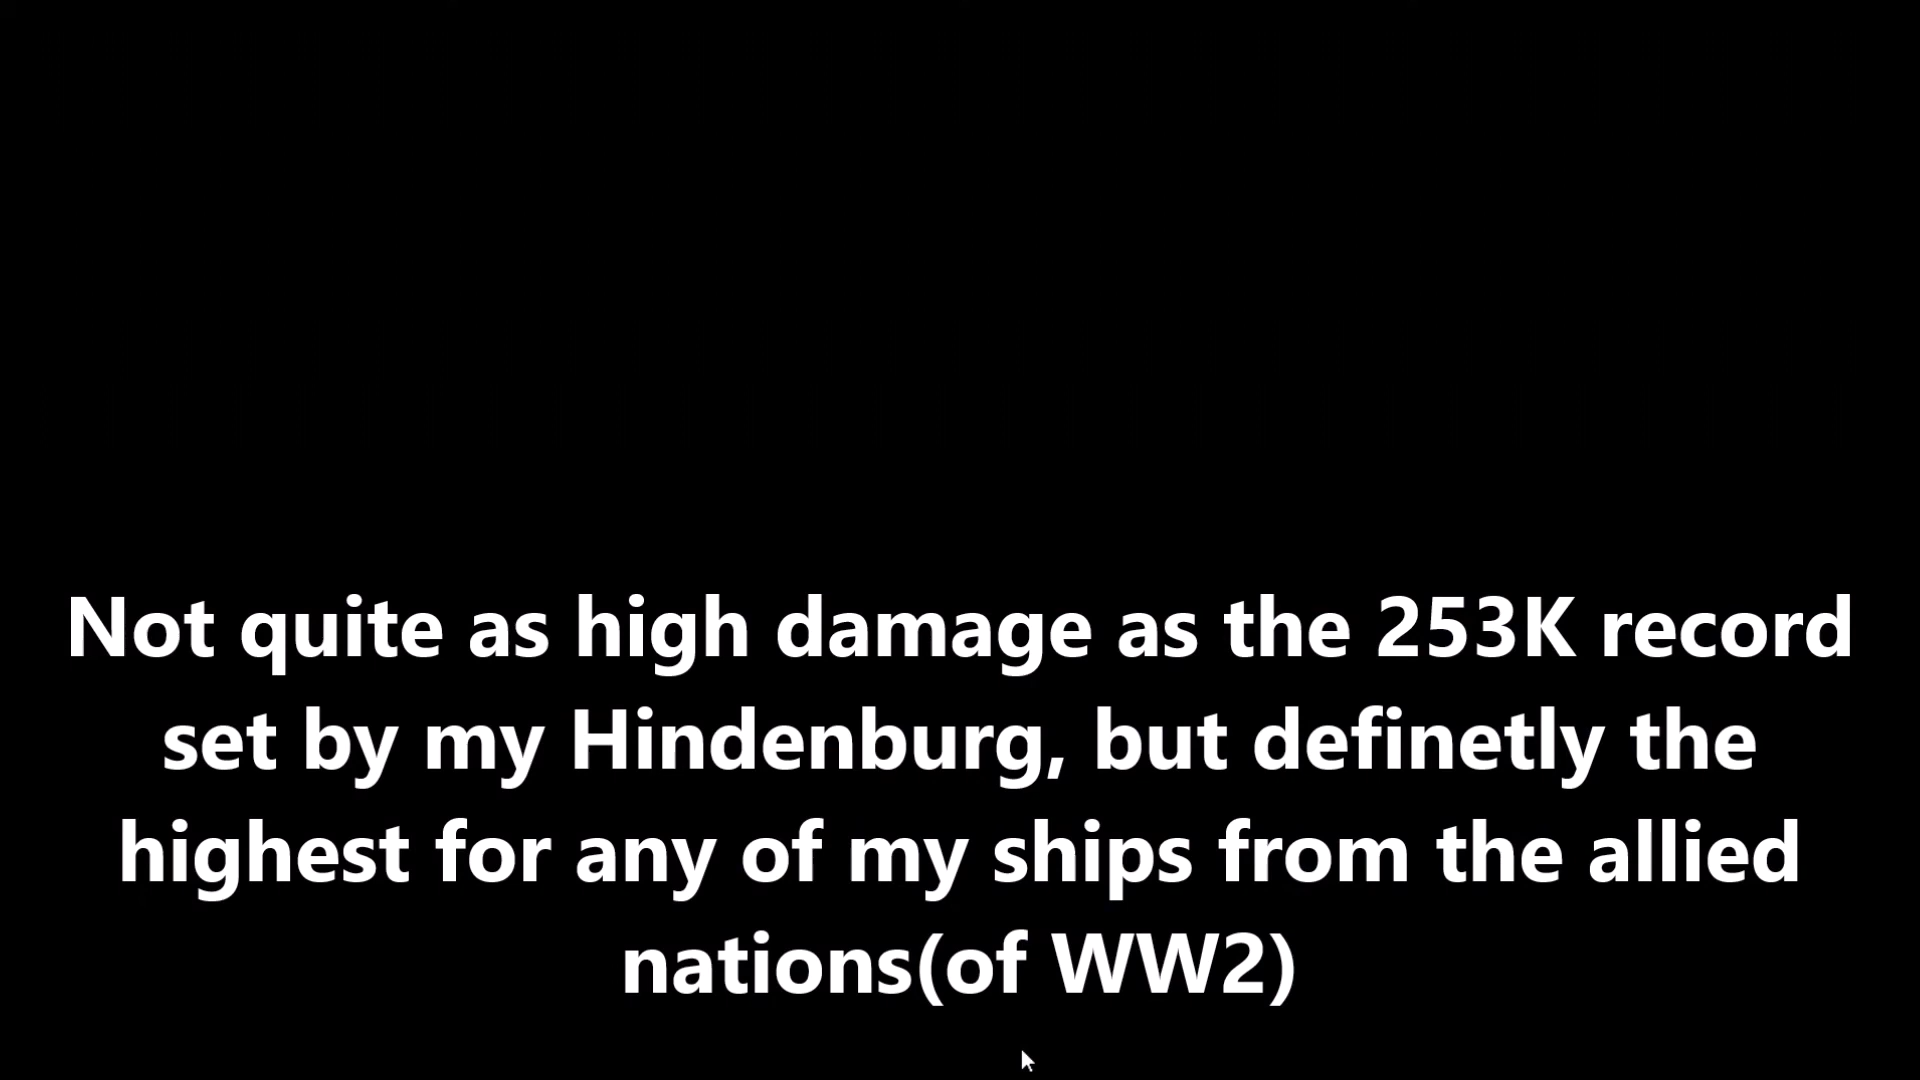 Not quite as high damage as the 253K record
set by my Hindenburg, but definetly the
highest for any of my ships from the allied
nations(of WW2)